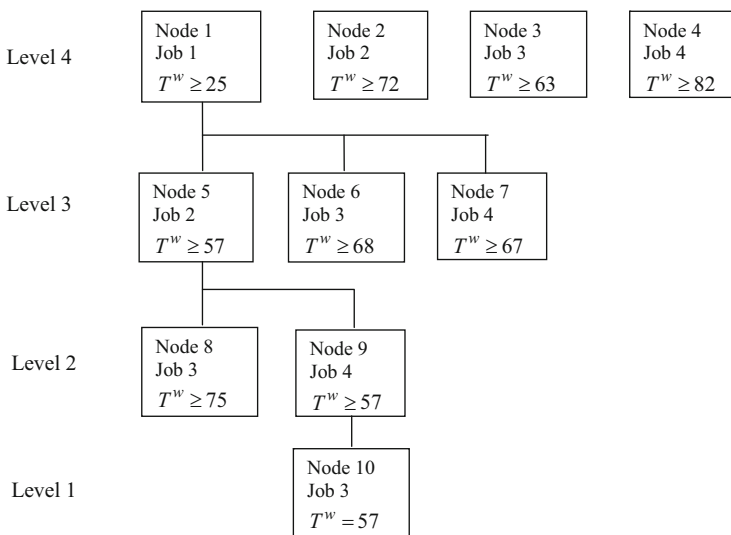 Level 4
Node 1
Job 1
T^w ≥ 25
Node 2
Job 2
T^w ≥ 72
Node 3
Job 3
T^w ≥ 63
Node 4
Job 4
T^w ≥ 82
Level 3
Node 5
Job 2
T^w ≥ 57
Node 6
Job 3
T^w ≥ 68
Node 7
Job 4
T^w ≥ 67
Level 2
Node 8
Job 3
T^w ≥ 75
Node 9
Job 4
T^w ≥ 57
Level 1
Node 10
Job 3
T^w = 57